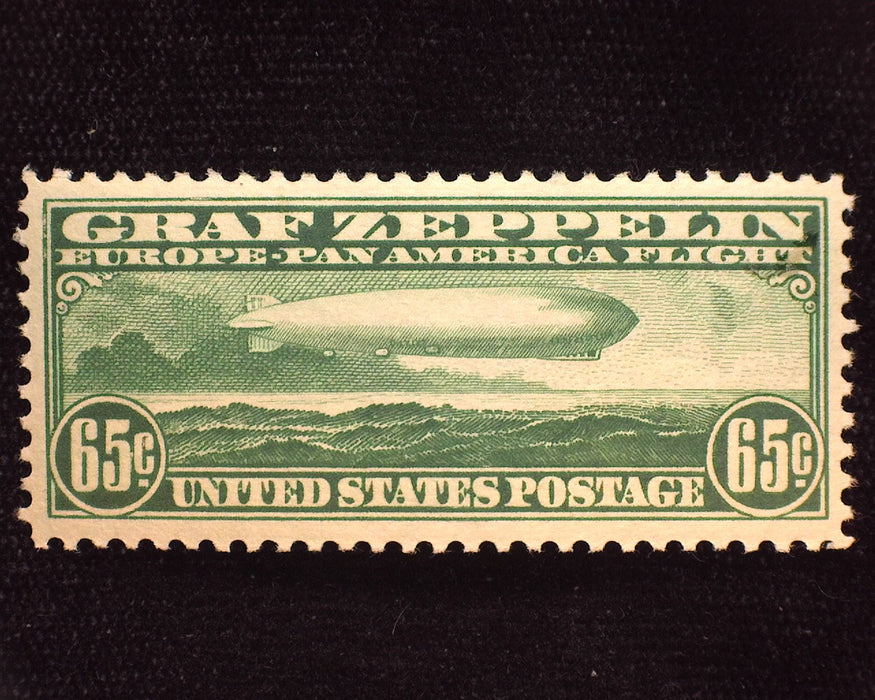 GRAF ZEPPELIN
EUROPE-PAN AMERICA FLIGHT
65¢ 65¢
UNITED STATES POSTAGE